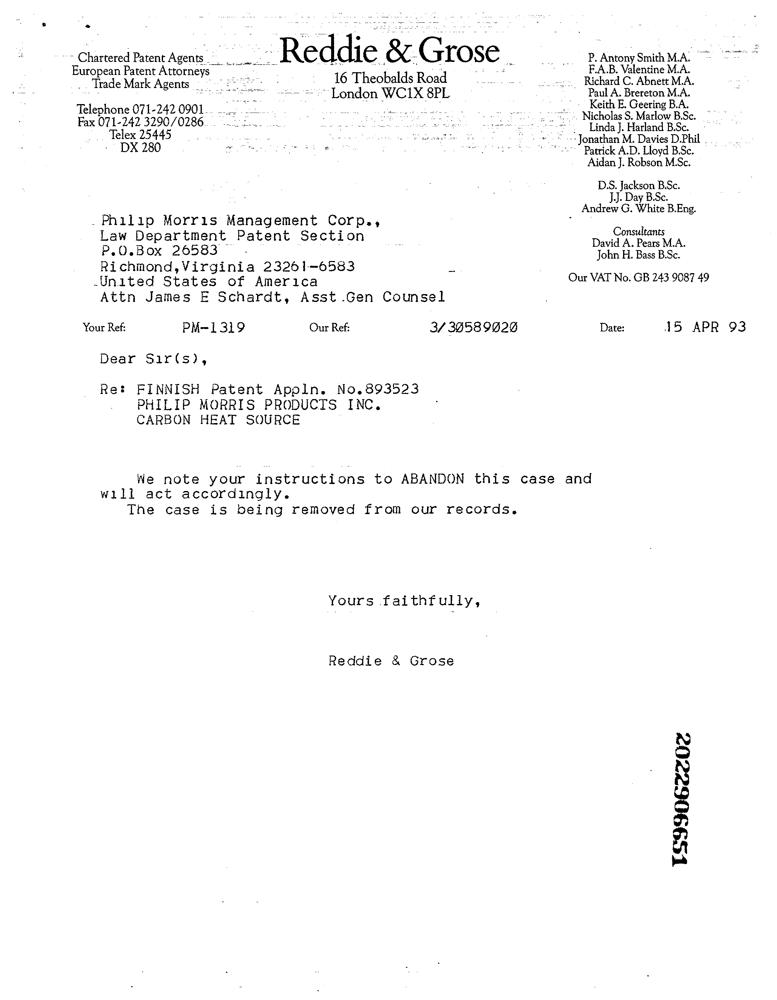 Reddie & Grose
16 Theobalds Road
London WC1X 8PL
Chartered Patent Agents
European Patent Attorneys
Trade Mark Agents
Telephone 071-242 0901
Fax 071-242 3290/0286
Telex 25445
DX 280
P. Antony Smith M.A.
F.A.B. Valentine M.A.
Richard C. Abnett M.A.
Paul A. Brereton M.A.
Keith E. Geering B.A.
Nicholas S. Marlow B.Sc.
Linda J. Harland B.Sc.
Jonathan M. Davies D.Phil
Patrick A.D. Lloyd B.Sc.
Aidan J. Robson M.Sc.
D.S. Jackson B.Sc.
J.J. Day B.Sc.
Andrew G. White B.Eng.
Consultants
David A. Pears M.A.
John H. Bass B.Sc.
Our VAT No. GB 243 9087 49
Philip Morris Management Corp.,
Law Department Patent Section
P.O.Box 26583
Richmond,Virginia 23261-6583
United States of America
Attn James E Schardt, Asst.Gen Counsel
Your Ref: PM-1319 Our Ref: 3/30589020 Date: 15 APR 93
Dear Sir(s),
Re: FINNISH Patent Appln. No.893523
PHILIP MORRIS PRODUCTS INC.
CARBON HEAT SOURCE
We note your instructions to ABANDON this case and
will act accordingly.
The case is being removed from our records.
Yours faithfully,
Reddie & Grose
2022906651